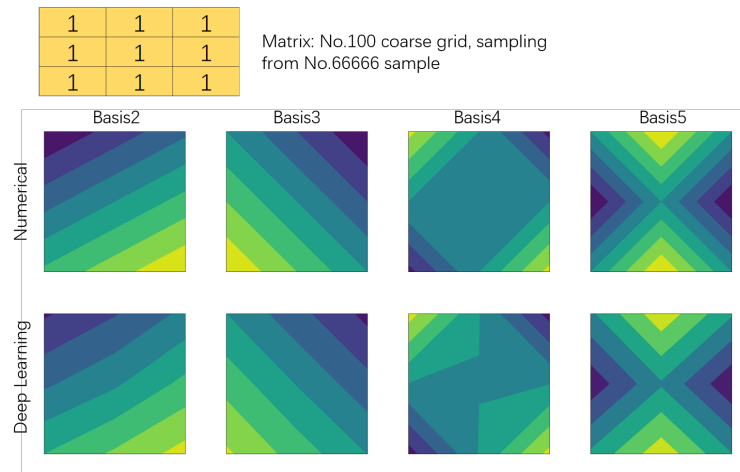 1 1 1
1 1 1
1 1 1
Matrix: No.100 coarse grid, sampling
from No.66666 sample
Basis2 Basis3 Basis4 Basis5
Numerical
Deep Learning